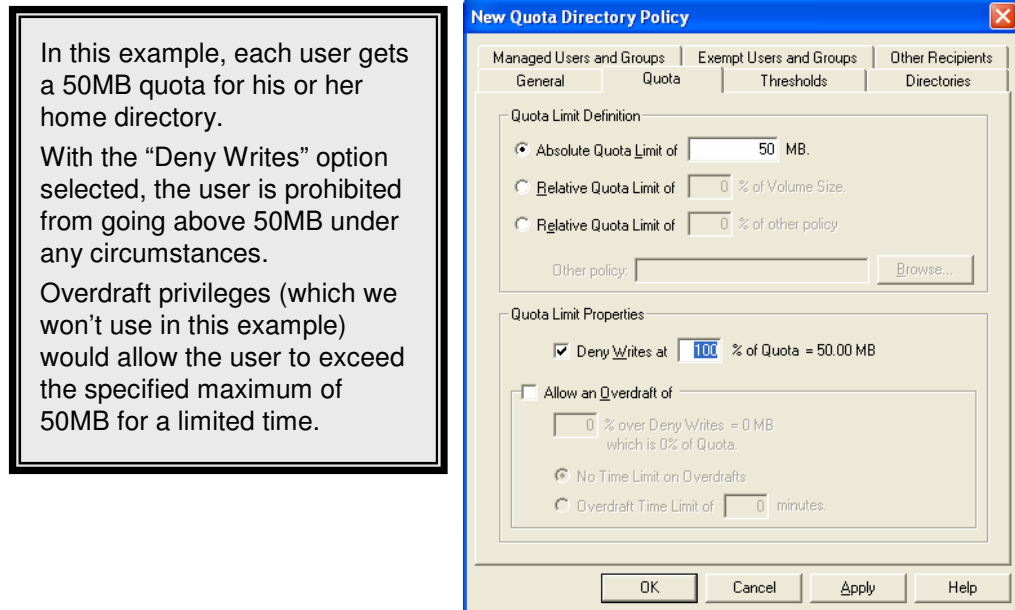 In this example, each user gets
a 50MB quota for his or her
home directory.
With the “Deny Writes” option
selected, the user is prohibited
from going above 50MB under
any circumstances.
Overdraft privileges (which we
won’t use in this example)
would allow the user to exceed
the specified maximum of
50MB for a limited time.
New Quota Directory Policy
Managed Users and Groups Exempt Users and Groups Other Recipients
General Quota Thresholds Directories
Quota Limit Definition
Absolute Quota Limit of 50 MB.
Relative Quota Limit of 0 % of Volume Size.
Relative Quota Limit of 0 % of other policy
Other policy: Browse...
Quota Limit Properties
Deny Writes at 100 % of Quota = 50.00 MB
Allow an Overdraft of
0 % over Deny Writes = 0 MB
which is 0% of Quota.
No Time Limit on Overdrafts
Overdraft Time Limit of 0 minutes.
OK Cancel Apply Help